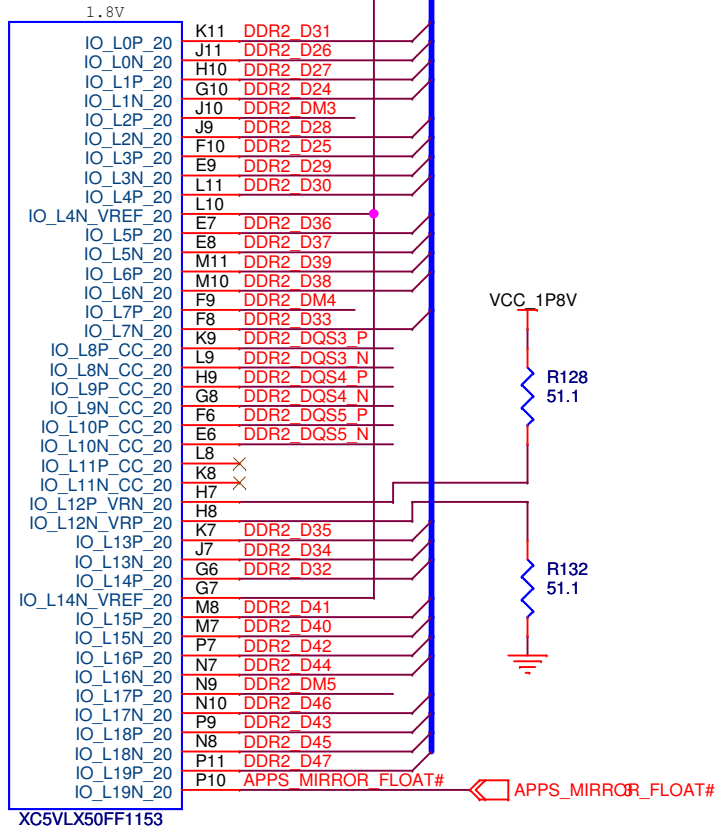 1.8V
IO_L0P_20 K11 DDR2_D31
IO_L0N_20 J11 DDR2_D26
IO_L1P_20 H10 DDR2_D27
IO_L1N_20 G10 DDR2_D24
IO_L2P_20 J10 DDR2_DM3
IO_L2N_20 J9 DDR2_D28
IO_L3P_20 F10 DDR2_D25
IO_L3N_20 E9 DDR2_D29
IO_L4P_20 L11 DDR2_D30
IO_L4N_VREF_20 L10
IO_L5P_20 E7 DDR2_D36
IO_L5N_20 E8 DDR2_D37
IO_L6P_20 M11 DDR2_D39
IO_L6N_20 M10 DDR2_D38
IO_L7P_20 F9 DDR2_DM4
IO_L7N_20 F8 DDR2_D33
IO_L8P_CC_20 K9 DDR2_DQS3_P
IO_L8N_CC_20 L9 DDR2_DQS3_N
IO_L9P_CC_20 H9 DDR2_DQS4_P
IO_L9N_CC_20 G8 DDR2_DQS4_N
IO_L10P_CC_20 F6 DDR2_DQS5_P
IO_L10N_CC_20 E6 DDR2_DQS5_N
IO_L11P_CC_20 L8
IO_L11N_CC_20 K8
IO_L12P_VRN_20 H7
IO_L12N_VRP_20 H8
IO_L13P_20 K7 DDR2_D35
IO_L13N_20 J7 DDR2_D34
IO_L14P_20 G6 DDR2_D32
IO_L14N_VREF_20 G7
IO_L15P_20 M8 DDR2_D41
IO_L15N_20 M7 DDR2_D40
IO_L16P_20 P7 DDR2_D42
IO_L16N_20 N7 DDR2_D44
IO_L17P_20 N9 DDR2_DM5
IO_L17N_20 N10 DDR2_D46
IO_L18P_20 P9 DDR2_D43
IO_L18N_20 N8 DDR2_D45
IO_L19P_20 P11 DDR2_D47
IO_L19N_20 P10 APPS_MIRROR_FLOAT#
XC5VLX50FF1153
VCC_1P8V
R128
51.1
R132
51.1
APPS_MIRROR_FLOAT#